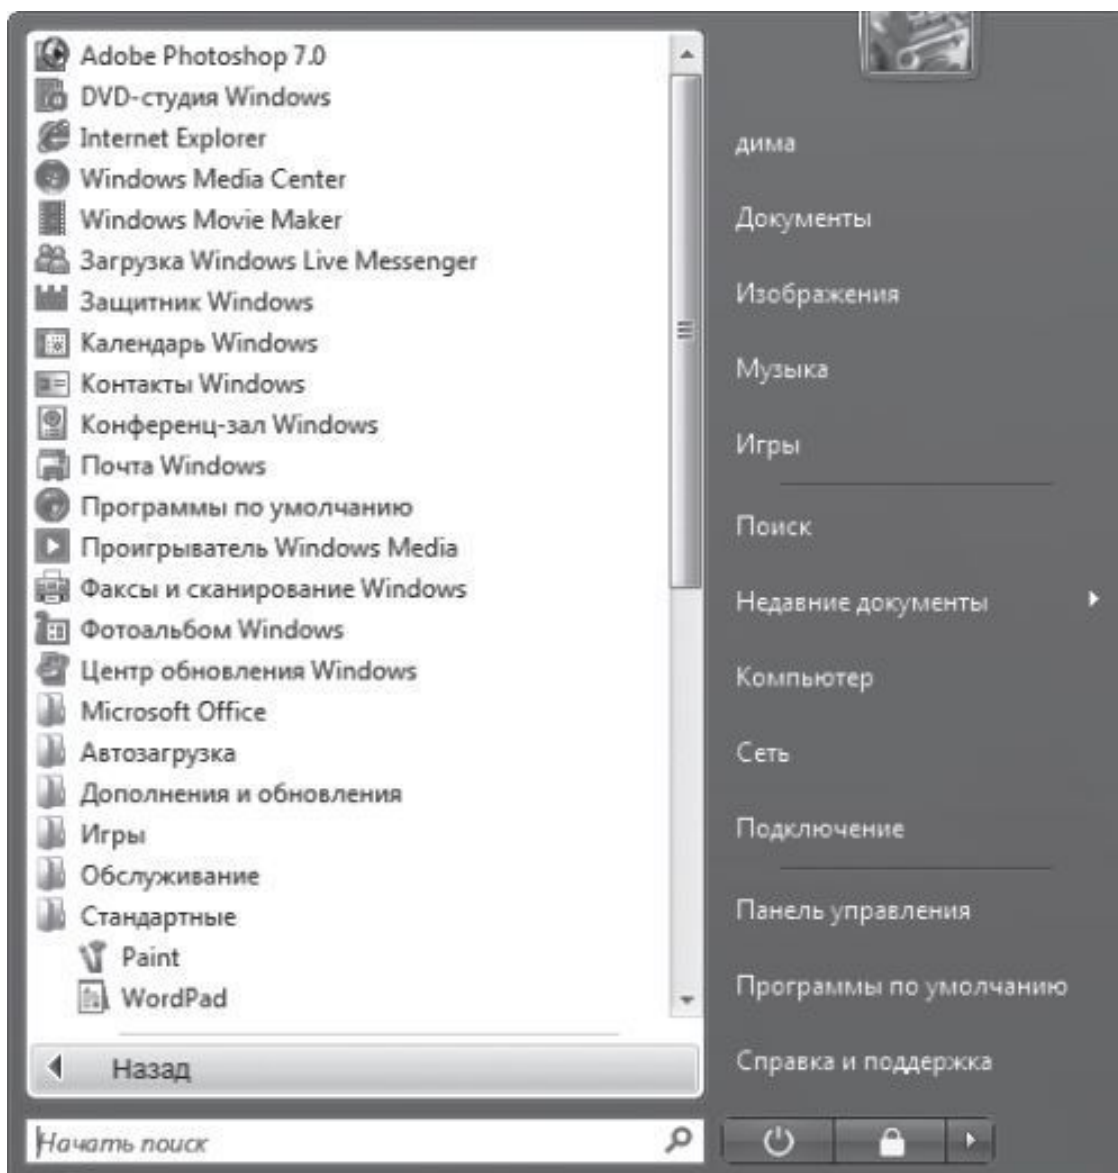 Adobe Photoshop 7.0
DVD-студия Windows
Internet Explorer
Windows Media Center
Windows Movie Maker
Загрузка Windows Live Messenger
Защитник Windows
Календарь Windows
Контакты Windows
Конференц-зал Windows
Почта Windows
Программы по умолчанию
Проигрыватель Windows Media
Факсы и сканирование Windows
Фотоальбом Windows
Центр обновления Windows
Microsoft Office
Автозагрузка
Дополнения и обновления
Игры
Обслуживание
Стандартные
Paint
WordPad
Назад
Начать поиск
дима
Документы
Изображения
Музыка
Игры
Поиск
Недавние документы
Компьютер
Сеть
Подключение
Панель управления
Программы по умолчанию
Справка и поддержка